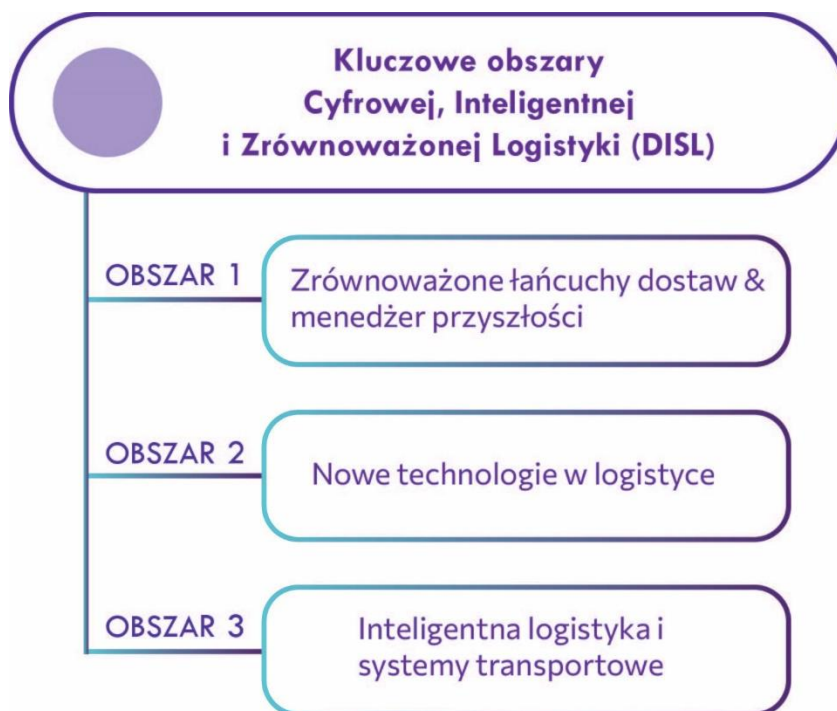 Kluczowe obszary
Cyfrowej, Inteligentnej
i Zrównoważonej Logistyki (DISL)
OBSZAR 1
Zrównoważone łańcuchy dostaw &
menedżer przyszłości
OBSZAR 2
Nowe technologie w logistyce
OBSZAR 3
Inteligentna logistyka i
systemy transportowe